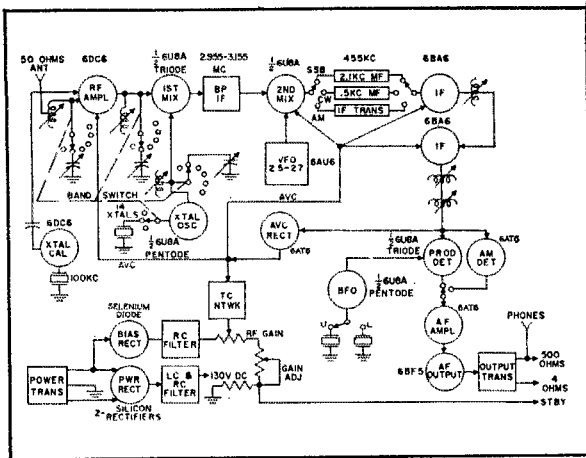 50 OHMS
ANT
6DC6
RF
AMPL
1/2 6U8A
TRIODE
1ST
MIX
2.955-3.155
MC
BP
IF
1/2 6U8A
2ND
MIX
SSB
CW
AM
455KC
2.1KC MF
.5KC MF
IF TRANS
6BA6
IF
6BA6
IF
VFO
2.5-2.7
6AU6
AVC
BAND SWITCH
14
XTALS
XTAL
OSC
1/2 6U8A
PENTODE
6DC6
XTAL
CAL
100KC
AVC
AVC
RECT
6AT6
1/2 6U8A
TRIODE
PROD
DET
6AT6
AM
DET
BFO
1/2 6U8A
PENTODE
U
L
TC
NTWK
6AT6
AF
AMPL
PHONES
SELENIUM
DIODE
BIAS
RECT
RC
FILTER
RF GAIN
GAIN
ADJ
6BF5
AF
OUTPUT
OUTPUT
TRANS
500
OHMS
4
OHMS
POWER
TRANS
PWR
RECT
LC &
RC
FILTER
130V DC
STBY
2-SILICON
RECTIFIERS